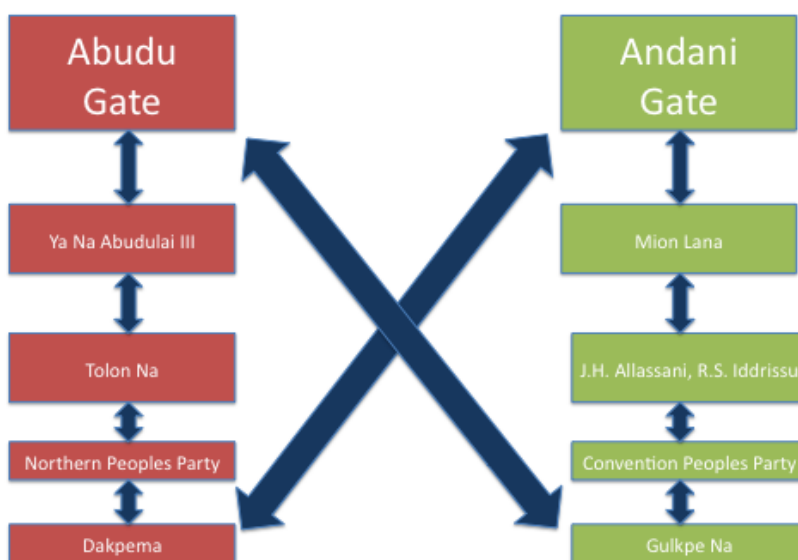 Abudu
Gate
Ya Na Abudulai III
Tolon Na
Northern Peoples Party
Dakpema
Andani
Gate
Mion Lana
J.H. Allassani, R.S. Iddrissu
Convention Peoples Party
Gulkpe Na